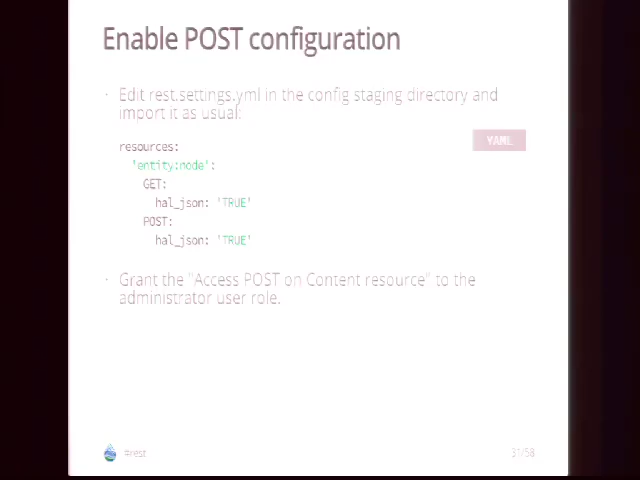 Enable POST configuration
· Edit rest.settings.yml in the config staging directory and
import it as usual:
YAML
resources:
'entity:node':
GET:
hal_json: 'TRUE'
POST:
hal_json: 'TRUE'
· Grant the "Access POST on Content resource" to the
administrator user role.
#rest
31/58